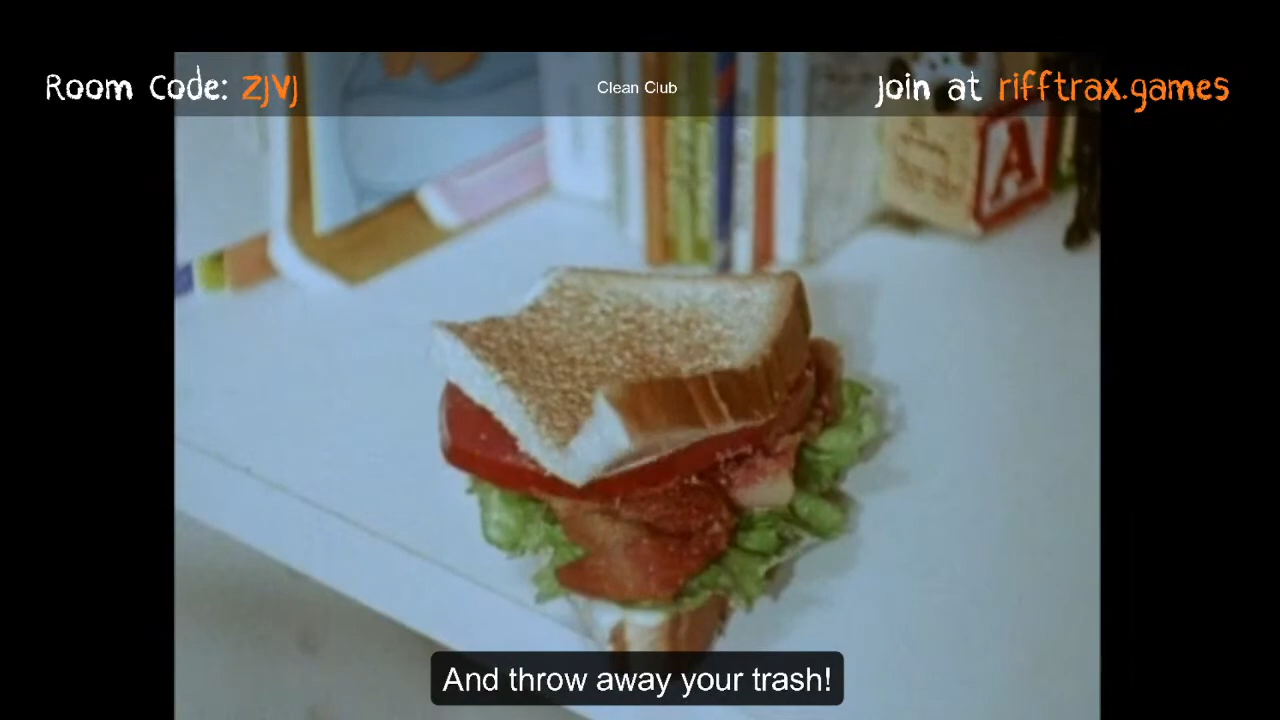 Room Code: ZJVJ
Clean Club
Join at rifftrax.games
A
And throw away your trash!